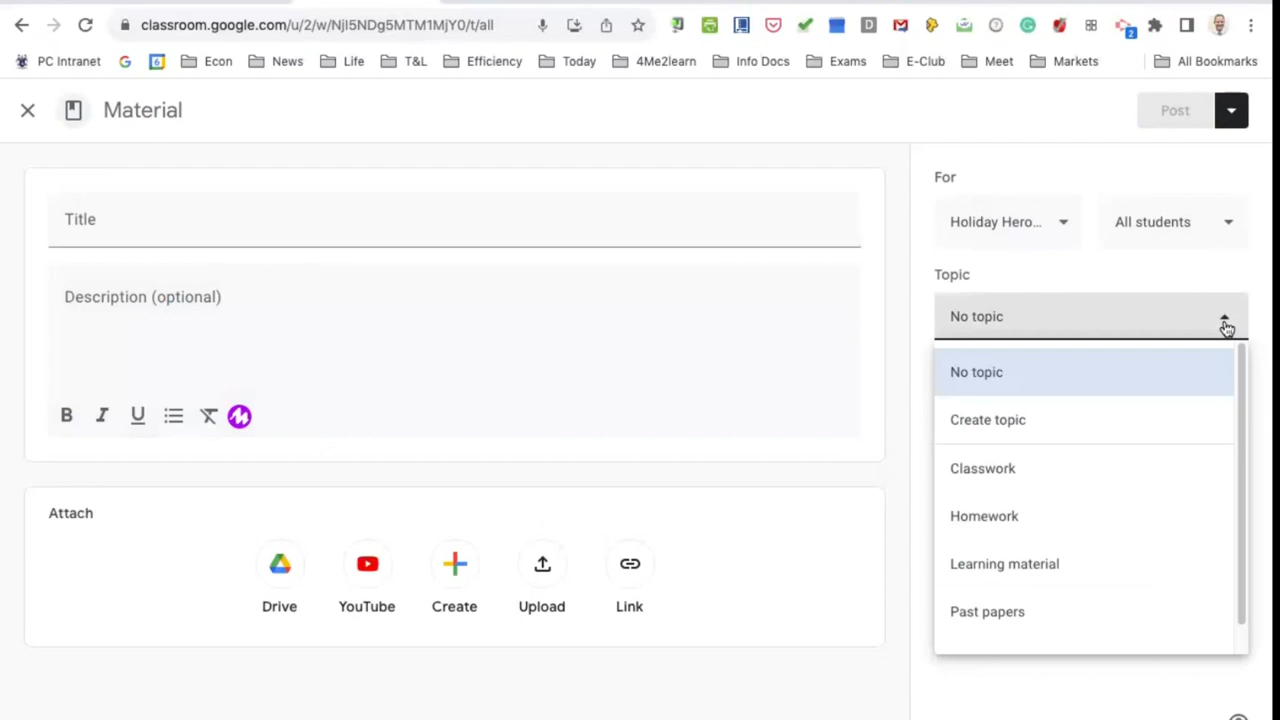 classroom.google.com/u/2/w/NjI5NDg5MTM1MjY0/t/all
2
PC Intranet
6
Econ
News
Life
T&L
Efficiency
Today
4Me2learn
Info Docs
Exams
E-Club
Meet
Markets
All Bookmarks
Material
Post
For
Title
Holiday Hero...
All students
Topic
Description (optional)
No topic
No topic
Create topic
B I U
Classwork
Attach
Homework
Learning material
Drive
YouTube
Create
Upload
Link
Past papers